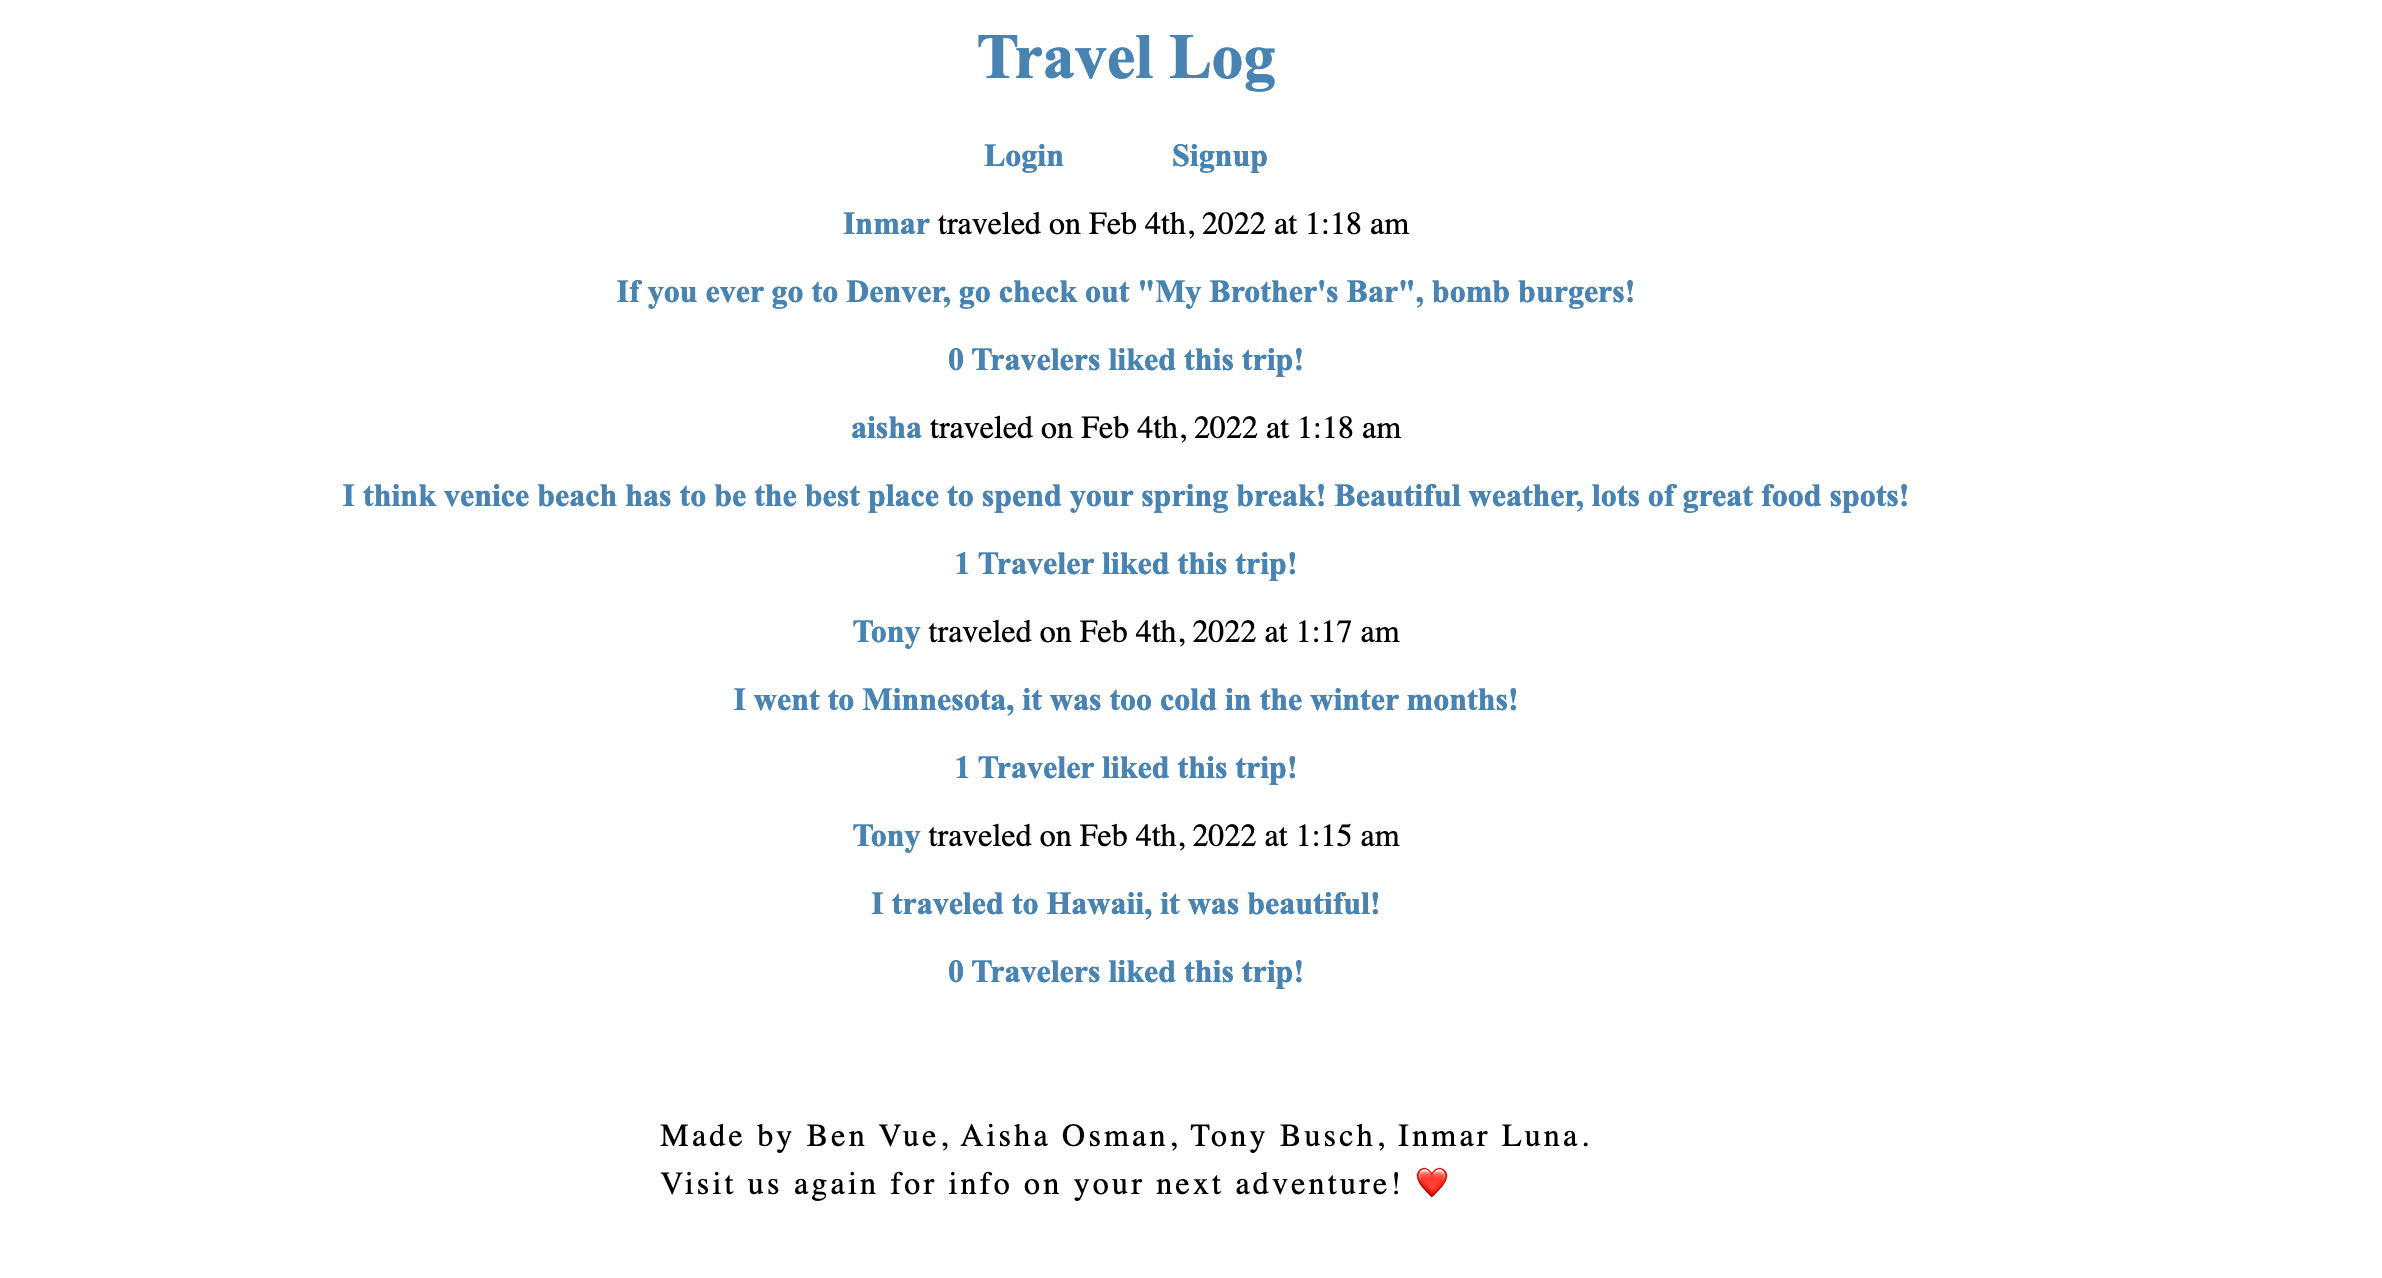 Travel Log
Login Signup
Inmar traveled on Feb 4th, 2022 at 1:18 am
If you ever go to Denver, go check out "My Brother's Bar", bomb burgers!
0 Travelers liked this trip!
aisha traveled on Feb 4th, 2022 at 1:18 am
I think venice beach has to be the best place to spend your spring break! Beautiful weather, lots of great food spots!
1 Traveler liked this trip!
Tony traveled on Feb 4th, 2022 at 1:17 am
I went to Minnesota, it was too cold in the winter months!
1 Traveler liked this trip!
Tony traveled on Feb 4th, 2022 at 1:15 am
I traveled to Hawaii, it was beautiful!
0 Travelers liked this trip!
Made by Ben Vue, Aisha Osman, Tony Busch, Inmar Luna.
Visit us again for info on your next adventure! ❤️